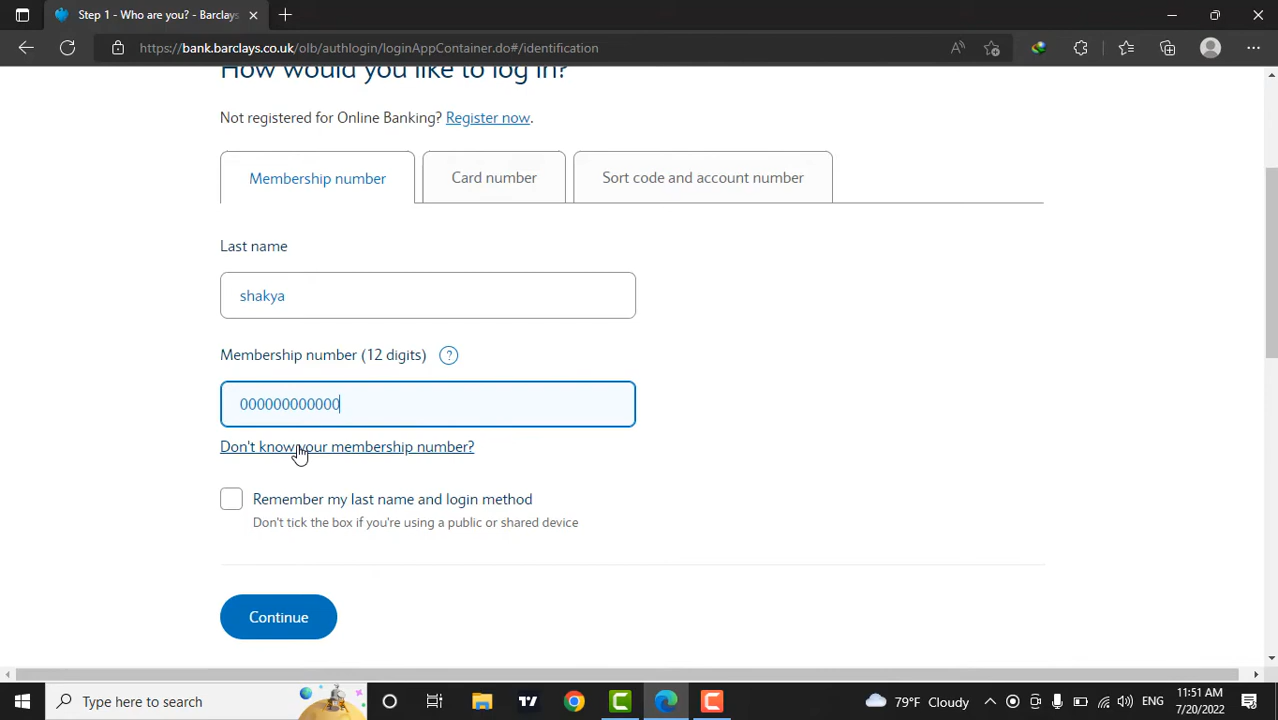 Step 1 - Who are you? - Barclays
https://bank.barclays.co.uk/olb/authlogin/loginAppContainer.do#/identification
How would you like to log in?
Not registered for Online Banking? Register now.
Membership number
Card number
Sort code and account number
Last name
shakya
Membership number (12 digits) ?
000000000000
Don't know your membership number?
Remember my last name and login method
Don't tick the box if you're using a public or shared device
Continue
Type here to search
79°F Cloudy
ENG
11:51 AM
7/20/2022